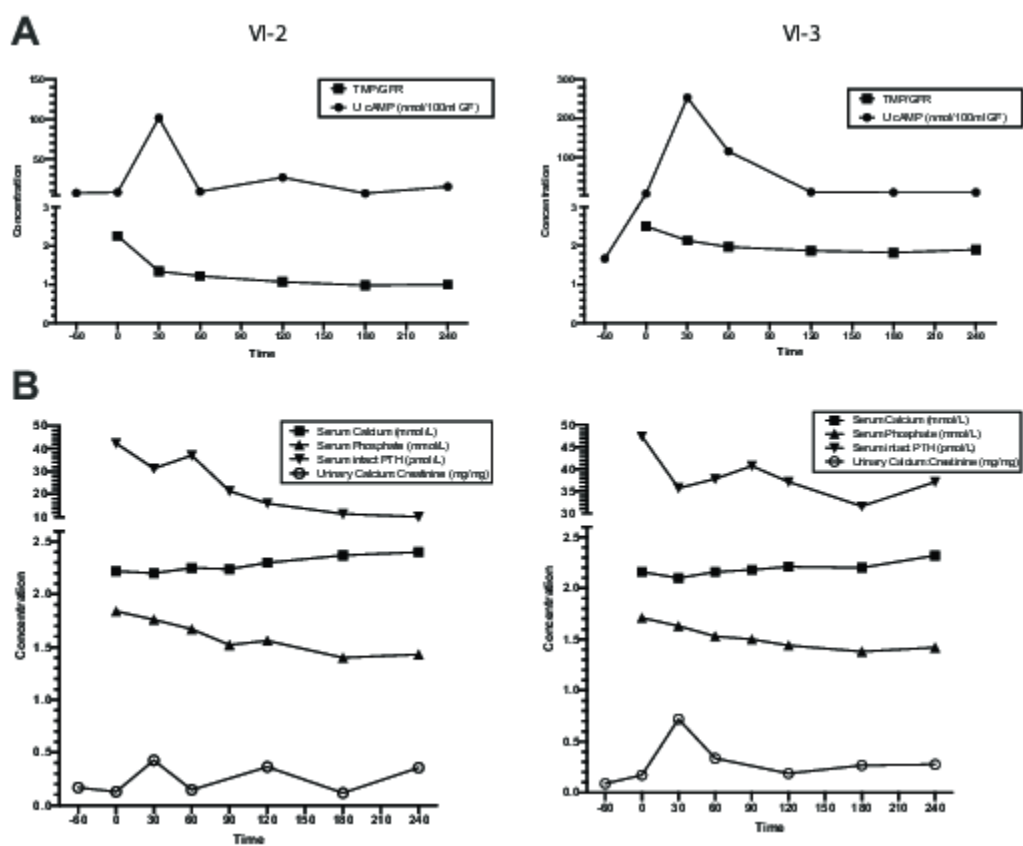 A
VI-2
VI-3
TMP/GFR
U cAMP (nmol/100ml GF)
Concentration
150
100
50
3
2
1
0
-60 0 30 60 90 120 150 180 210 240
Time
TMP/GFR
U cAMP (nmol/100ml GF)
Concentration
300
200
100
3
2
1
0
-60 0 30 60 90 120 150 180 210 240
Time
B
Serum Calcium (mmol/L)
Serum Phosphate (mmol/L)
Serum intact PTH (pmol/L)
Urinary Calcium Creatinine (mg/mg)
Concentration
50
40
30
20
10
2.5
2.0
1.5
1.0
0.5
0.0
-60 0 30 60 90 120 150 180 210 240
Time
Serum Calcium (mmol/L)
Serum Phosphate (mmol/L)
Serum intact PTH (pmol/L)
Urinary Calcium Creatinine (mg/mg)
Concentration
50
45
40
35
30
2.5
2.0
1.5
1.0
0.5
0.0
-60 0 30 60 90 120 150 180 210 240
Time